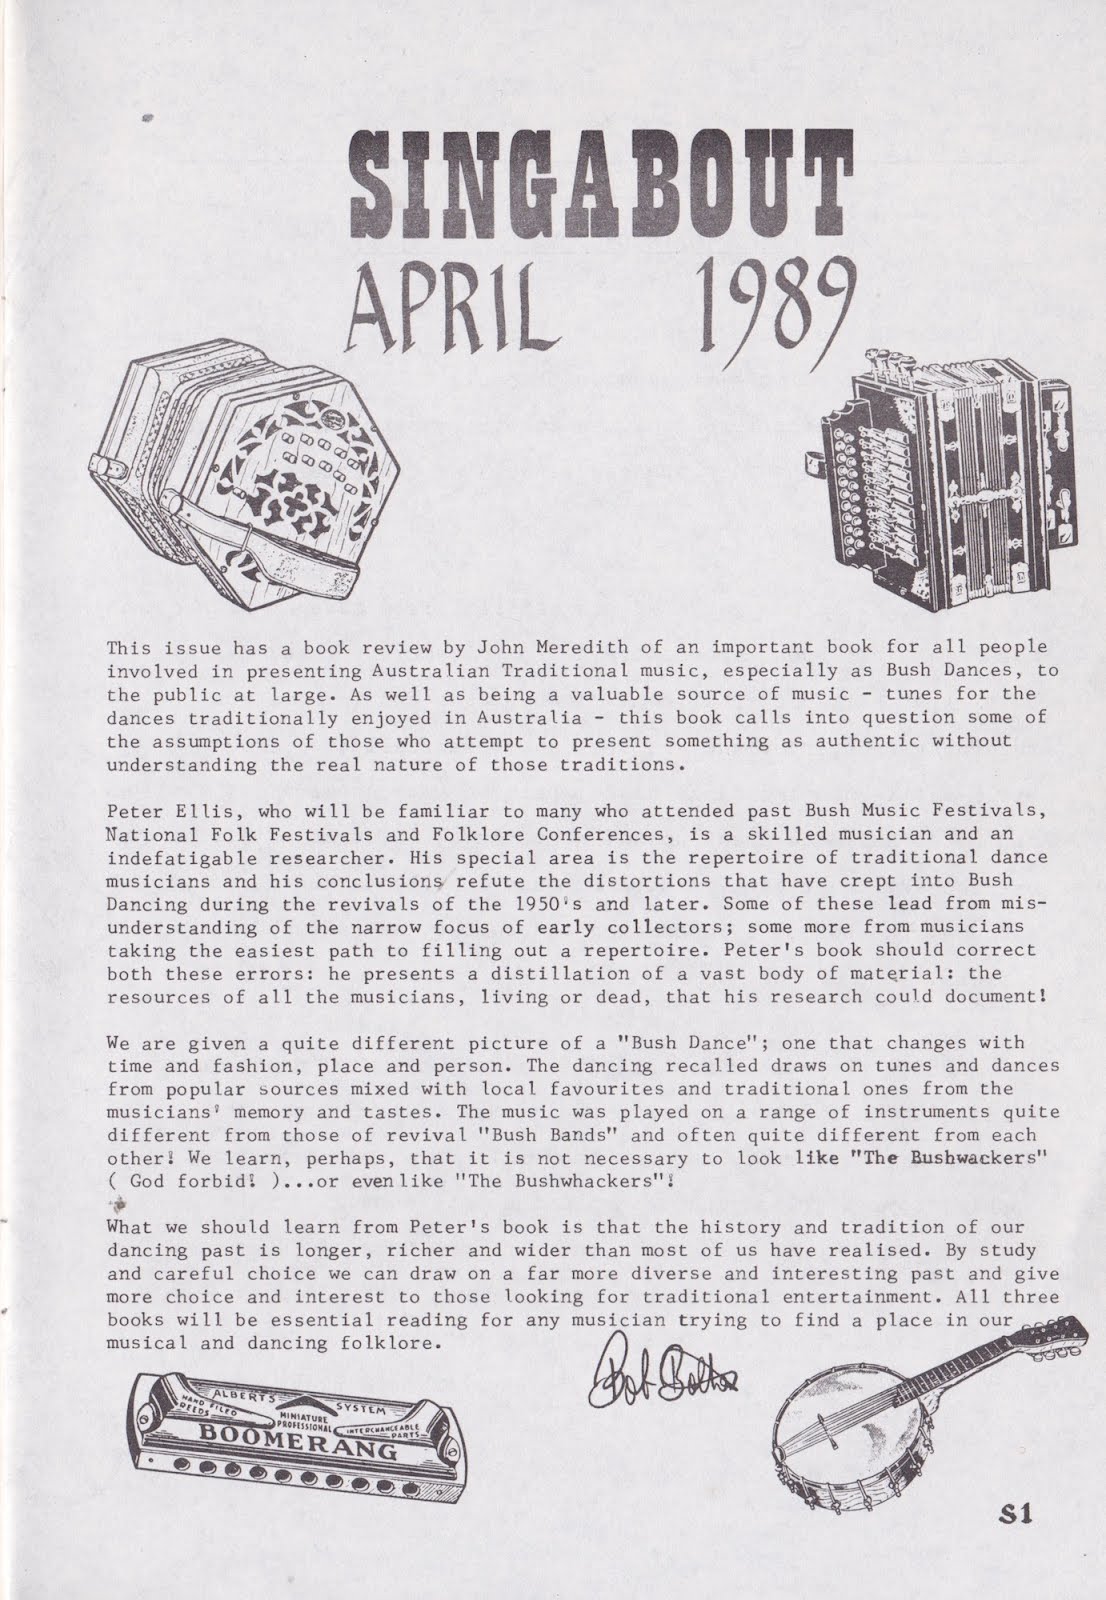 SINGABOUT
APRIL 1989
This issue has a book review by John Meredith of an important book for all people
involved in presenting Australian Traditional music, especially as Bush Dances, to
the public at large. As well as being a valuable source of music - tunes for the
dances traditionally enjoyed in Australia - this book calls into question some of
the assumptions of those who attempt to present something as authentic without
understanding the real nature of those traditions.
Peter Ellis, who will be familiar to many who attended past Bush Music Festivals,
National Folk Festivals and Folklore Conferences, is a skilled musician and an
indefatigable researcher. His special area is the repertoire of traditional dance
musicians and his conclusions refute the distortions that have crept into Bush
Dancing during the revivals of the 1950's and later. Some of these lead from mis-
understanding of the narrow focus of early collectors; some more from musicians
taking the easiest path to filling out a repertoire. Peter's book should correct
both these errors: he presents a distillation of a vast body of material: the
resources of all the musicians, living or dead, that his research could document!
We are given a quite different picture of a "Bush Dance"; one that changes with
time and fashion, place and person. The dancing recalled draws on tunes and dances
from popular sources mixed with local favourites and traditional ones from the
musicians' memory and tastes. The music was played on a range of instruments quite
different from those of revival "Bush Bands" and often quite different from each
other! We learn, perhaps, that it is not necessary to look like "The Bushwackers"
( God forbid! )...or even like "The Bushwhackers"!
What we should learn from Peter's book is that the history and tradition of our
dancing past is longer, richer and wider than most of us have realised. By study
and careful choice we can draw on a far more diverse and interesting past and give
more choice and interest to those looking for traditional entertainment. All three
books will be essential reading for any musician trying to find a place in our
musical and dancing folklore.
Bob Bolton
ALBERTS SYSTEM
HAND FILED REEDS
MINIATURE PROFESSIONAL
INTERCHANGEABLE PARTS
BOOMERANG
S1